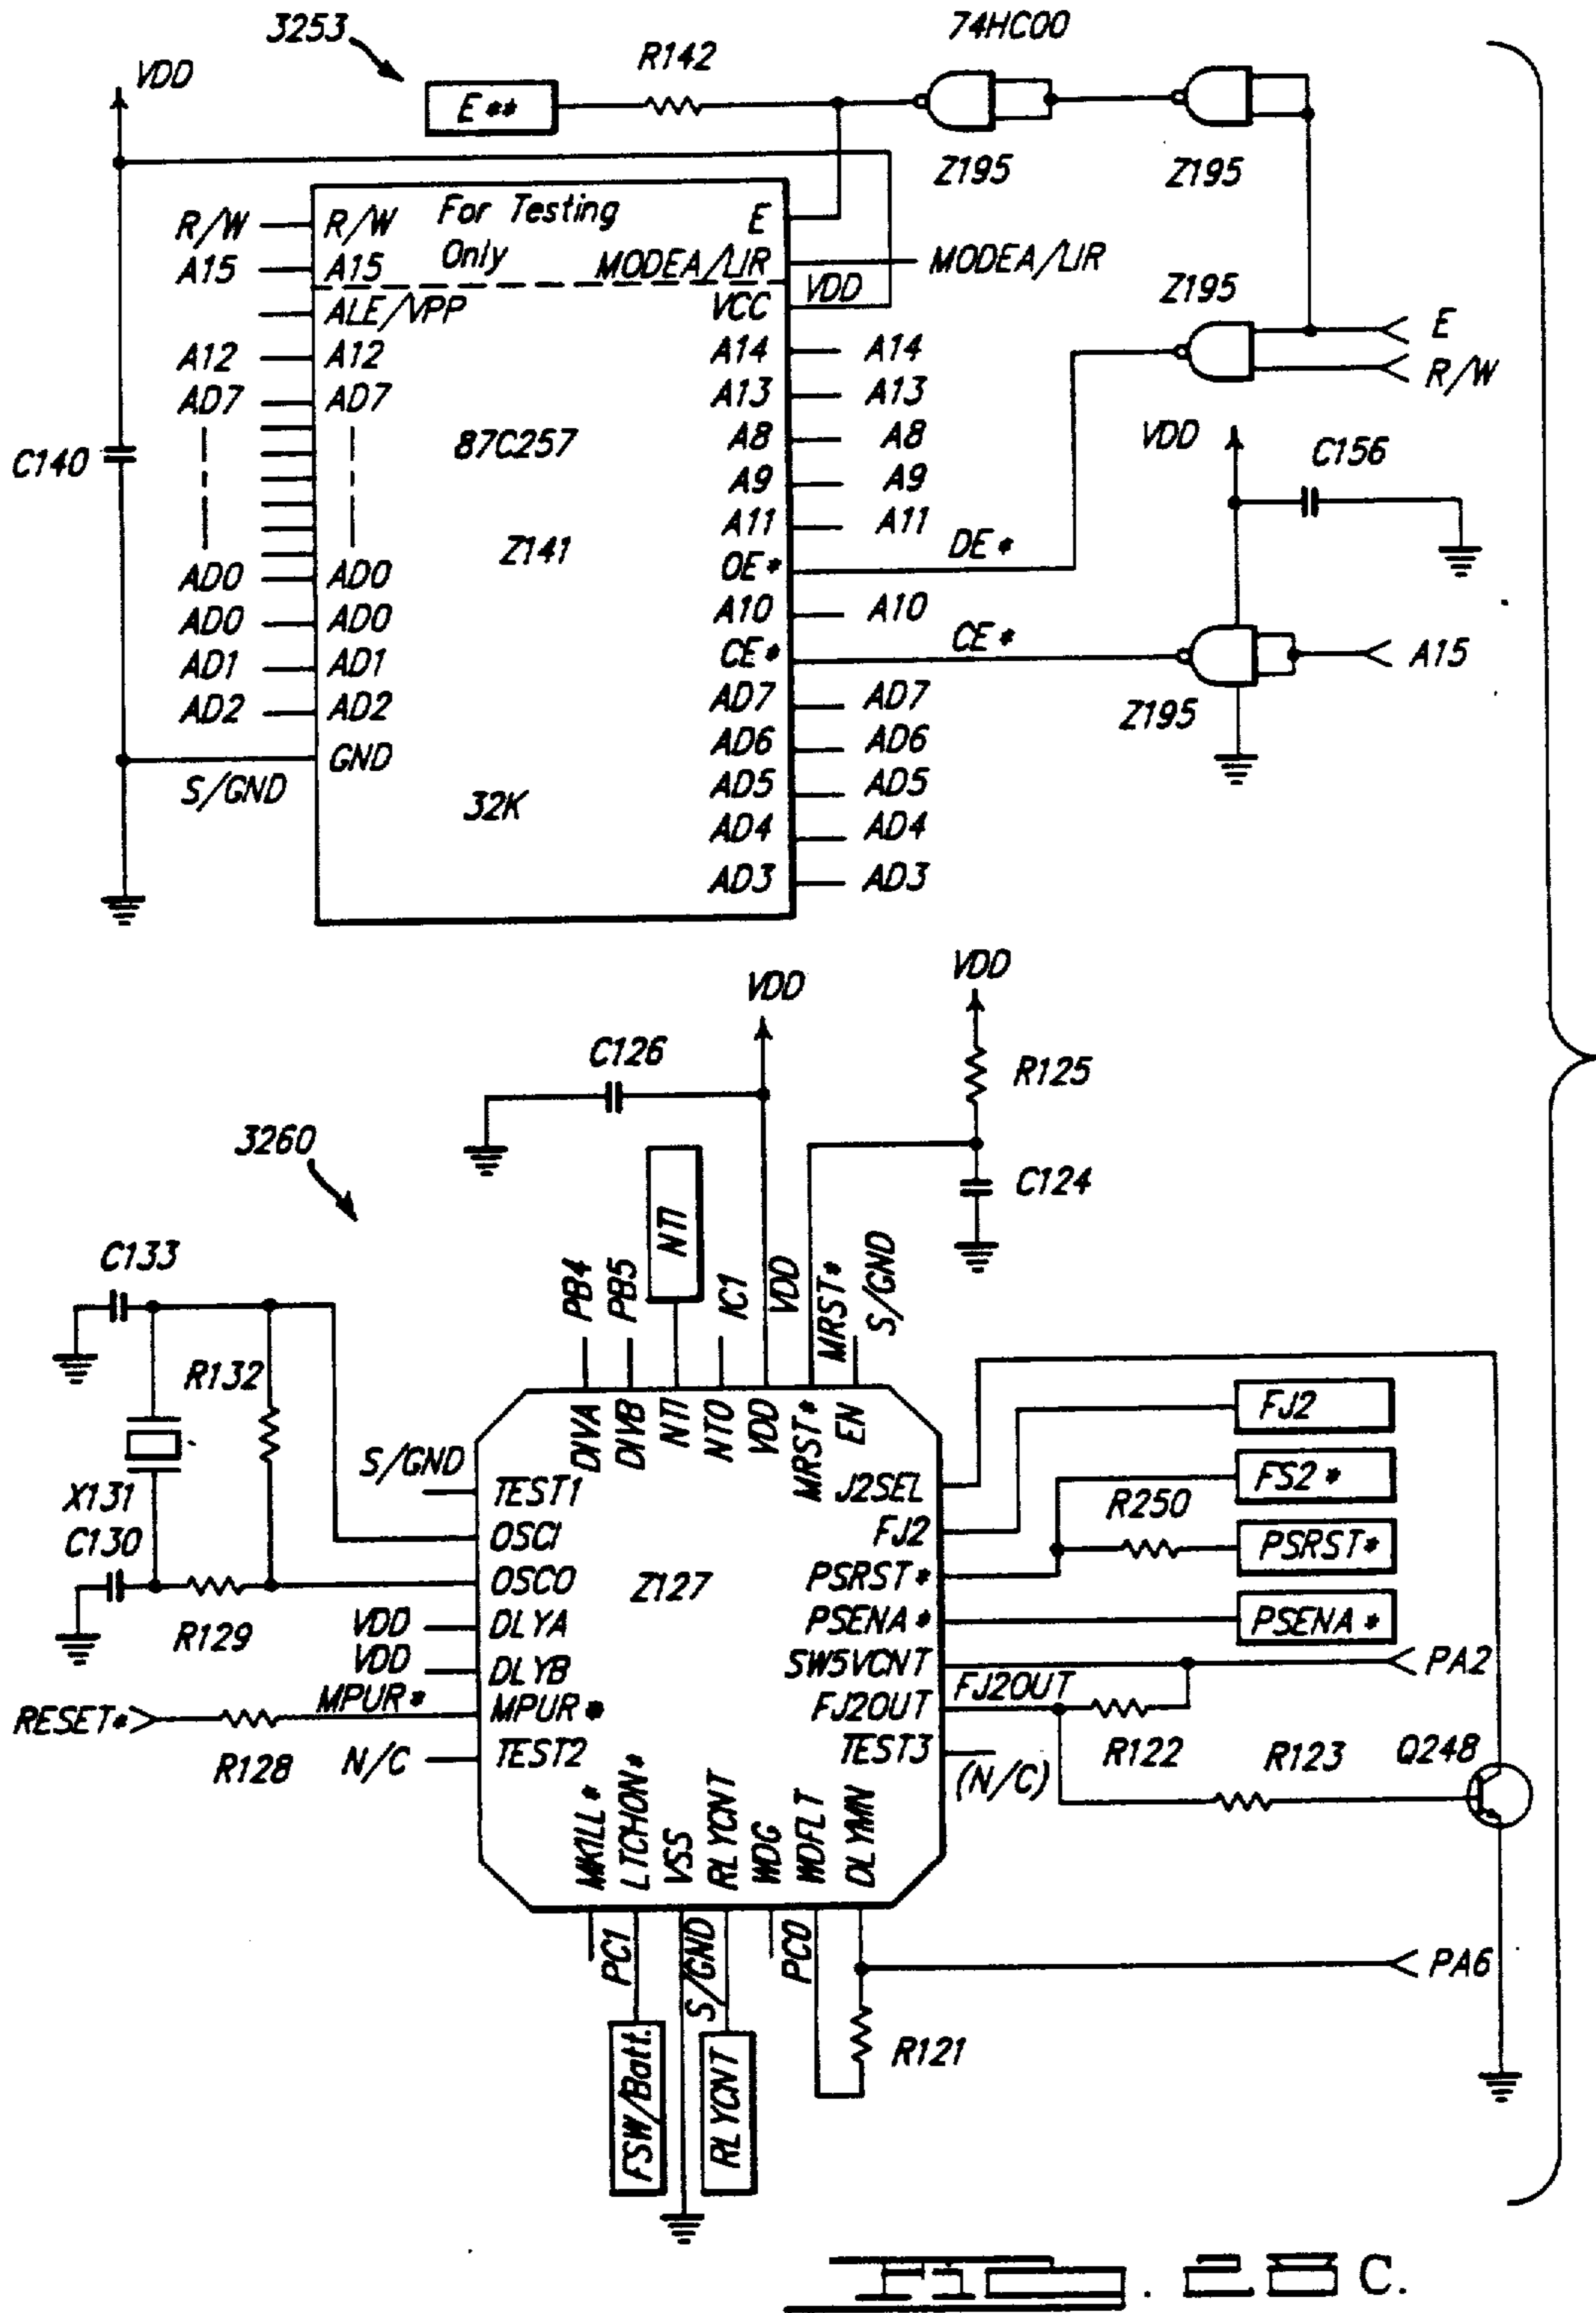 3253
74HC00
VDD
R142
E**
Z195
Z195
R/W R/W For Testing E
A15 A15 Only MODEA/LIR MODEA/LIR
Z195
ALE/VPP VCC VDD
E
A12 A12 A14 A14
R/W
AD7 AD7 A13 A13
VDD
C140 87C257 A8 A8
C156
A9 A9
A11 A11
Z141
AD0 AD0 OE* DE*
AD0 AD0 A10 A10
AD1 AD1 CE* CE*
A15
AD2 AD2 AD7 AD7
Z195
GND AD6 AD6
S/GND
32K
AD5 AD5
AD4 AD4
AD3 AD3
VDD
VDD
C126
R125
3260
C124
NTI
C133
PB4 PB5 IC1 VDD MRST* S/GND
R132
DIVA DIVB NTI NTO VDD MRST* EN
FJ2
S/GND
FS2*
X131
TEST1 J2SEL
R250
C130
OSCI FJ2
PSRST*
OSCO Z127 PSRST*
R129
VDD DLYA PSENA* PSENA*
VDD DLYB SW5VCNT PA2
RESET* MPUR* MPUR* FJ2OUT FJ2OUT
R128
N/C TEST2 TEST3 (N/C)
R122 R123 Q248
MKILL* LTCHON* VSS RLYCNT WDG WDFLT DLYMN
PC1 S/GND PC0
PA6
FSW/Batt. RLYCNT
R121
C.